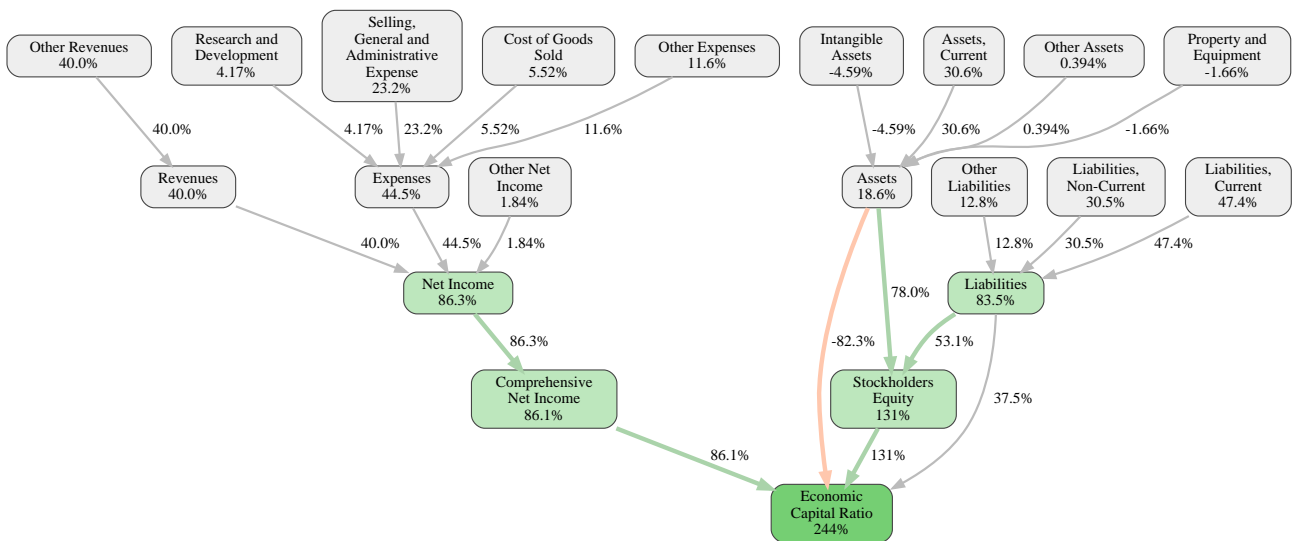 Other Revenues
40.0%
Research and
Development
4.17%
Selling,
General and
Administrative
Expense
23.2%
Cost of Goods
Sold
5.52%
Other Expenses
11.6%
Intangible
Assets
-4.59%
Assets,
Current
30.6%
Other Assets
0.394%
Property and
Equipment
-1.66%
40.0%
4.17%
23.2%
5.52%
11.6%
-4.59%
30.6%
0.394%
-1.66%
Revenues
40.0%
Expenses
44.5%
Other Net
Income
1.84%
Assets
18.6%
Other
Liabilities
12.8%
Liabilities,
Non-Current
30.5%
Liabilities,
Current
47.4%
40.0%
44.5%
1.84%
12.8%
30.5%
47.4%
Net Income
86.3%
78.0%
Liabilities
83.5%
86.3%
-82.3%
53.1%
Comprehensive
Net Income
86.1%
Stockholders
Equity
131%
37.5%
86.1%
131%
Economic
Capital Ratio
244%